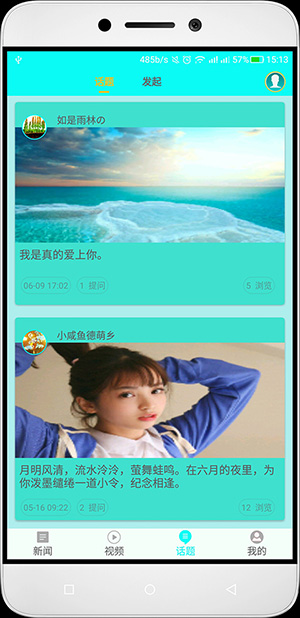 485b/s 57% 15:13
发起
如是雨林の
我是真的爱上你。
06-09 17:02 1 提问 5 浏览
小咸鱼德萌乡
月明风清，流水泠泠，萤舞蛙鸣。在六月的夜里，为
你泼墨缱绻一道小令，纪念相逢。
05-16 09:22 2 提问 12 浏览
新闻 视频 话题 我的